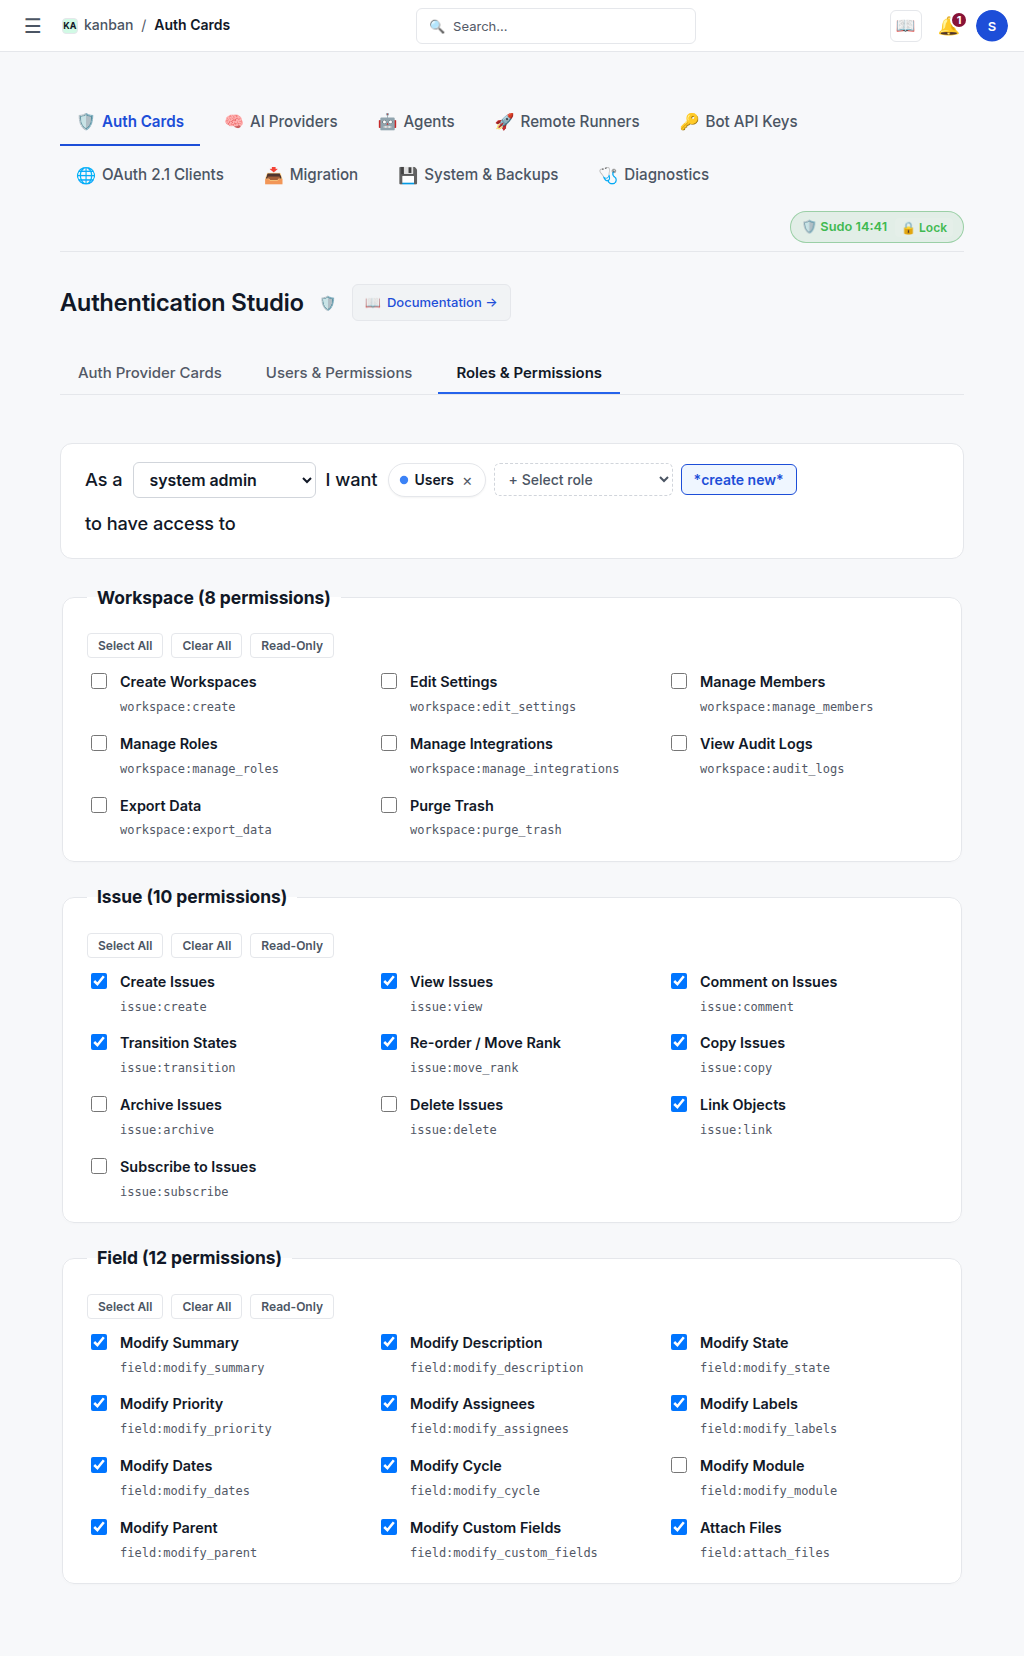 ☰ KA kanban / Auth Cards 🔍 Search... 📖 🔔 1 S
🛡️ Auth Cards 🧠 AI Providers 🤖 Agents 🚀 Remote Runners 🔑 Bot API Keys
🌐 OAuth 2.1 Clients 📥 Migration 💾 System & Backups 🩺 Diagnostics
🛡️ Sudo 14:41 🔒 Lock
Authentication Studio 🛡️ 📖 Documentation →
Auth Provider Cards Users & Permissions Roles & Permissions
As a system admin I want Users × + Select role *create new*
to have access to
Workspace (8 permissions)
Select All Clear All Read-Only
Create Workspaces Edit Settings Manage Members
workspace:create workspace:edit_settings workspace:manage_members
Manage Roles Manage Integrations View Audit Logs
workspace:manage_roles workspace:manage_integrations workspace:audit_logs
Export Data Purge Trash
workspace:export_data workspace:purge_trash
Issue (10 permissions)
Select All Clear All Read-Only
Create Issues View Issues Comment on Issues
issue:create issue:view issue:comment
Transition States Re-order / Move Rank Copy Issues
issue:transition issue:move_rank issue:copy
Archive Issues Delete Issues Link Objects
issue:archive issue:delete issue:link
Subscribe to Issues
issue:subscribe
Field (12 permissions)
Select All Clear All Read-Only
Modify Summary Modify Description Modify State
field:modify_summary field:modify_description field:modify_state
Modify Priority Modify Assignees Modify Labels
field:modify_priority field:modify_assignees field:modify_labels
Modify Dates Modify Cycle Modify Module
field:modify_dates field:modify_cycle field:modify_module
Modify Parent Modify Custom Fields Attach Files
field:modify_parent field:modify_custom_fields field:attach_files